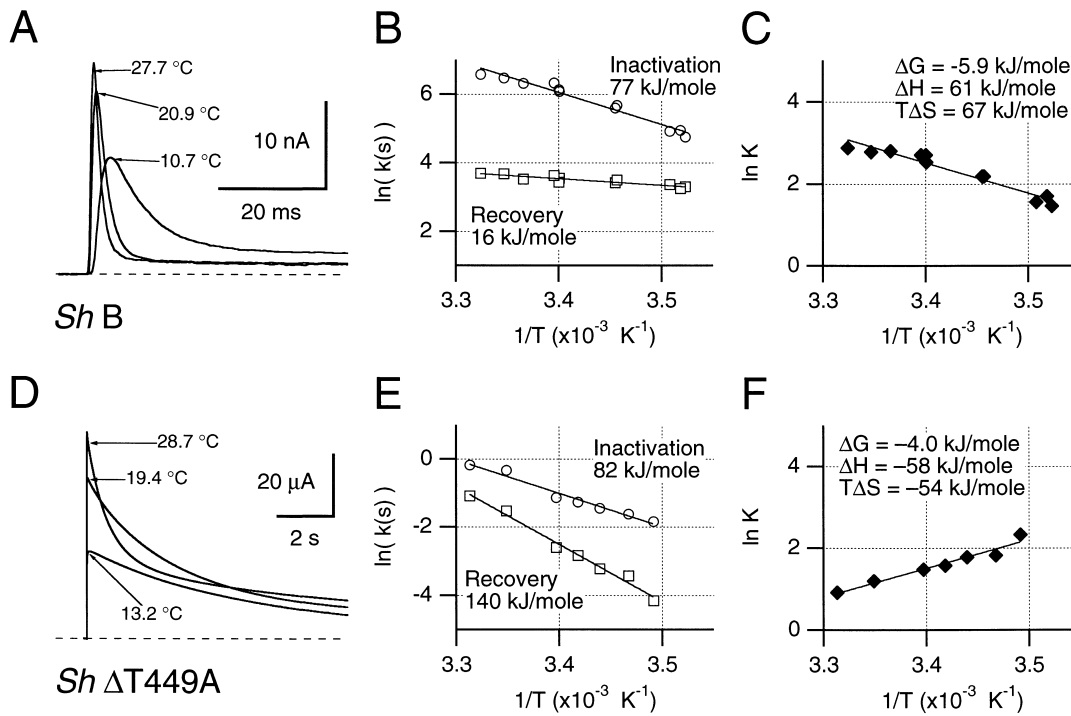 A
27.7 °C
20.9 °C
10.7 °C
10 nA
20 ms
Sh B
B
ln( k(s) )
6
4
2
Inactivation
77 kJ/mole
Recovery
16 kJ/mole
3.3
3.4
3.5
1/T (x10-3 K-1)
C
ln K
4
2
0
ΔG = -5.9 kJ/mole
ΔH = 61 kJ/mole
TΔS = 67 kJ/mole
3.3
3.4
3.5
1/T (x10-3 K-1)
D
28.7 °C
19.4 °C
13.2 °C
20 µA
2 s
Sh ΔT449A
E
ln( k(s) )
0
-2
-4
Inactivation
82 kJ/mole
Recovery
140 kJ/mole
3.3
3.4
3.5
1/T (x10-3 K-1)
F
ln K
4
2
0
ΔG = –4.0 kJ/mole
ΔH = –58 kJ/mole
TΔS = –54 kJ/mole
3.3
3.4
3.5
1/T (x10-3 K-1)